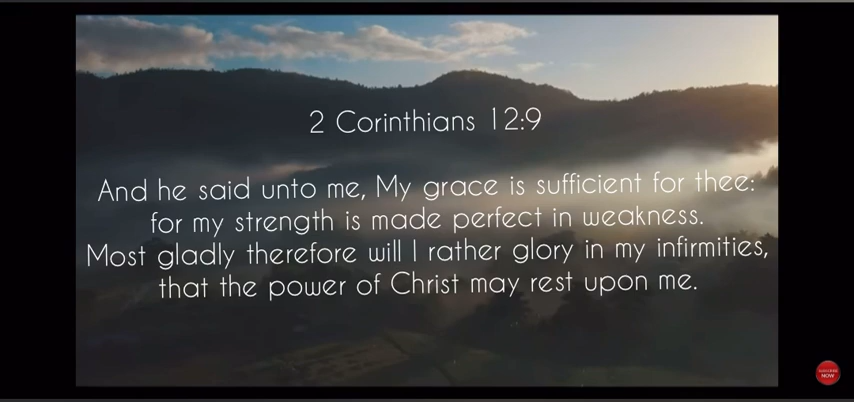 2 Corinthians 12:9
And he said unto me, My grace is sufficient for thee:
for my strength is made perfect in weakness.
Most gladly therefore will I rather glory in my infirmities,
that the power of Christ may rest upon me.
SUBSCRIBE
NOW